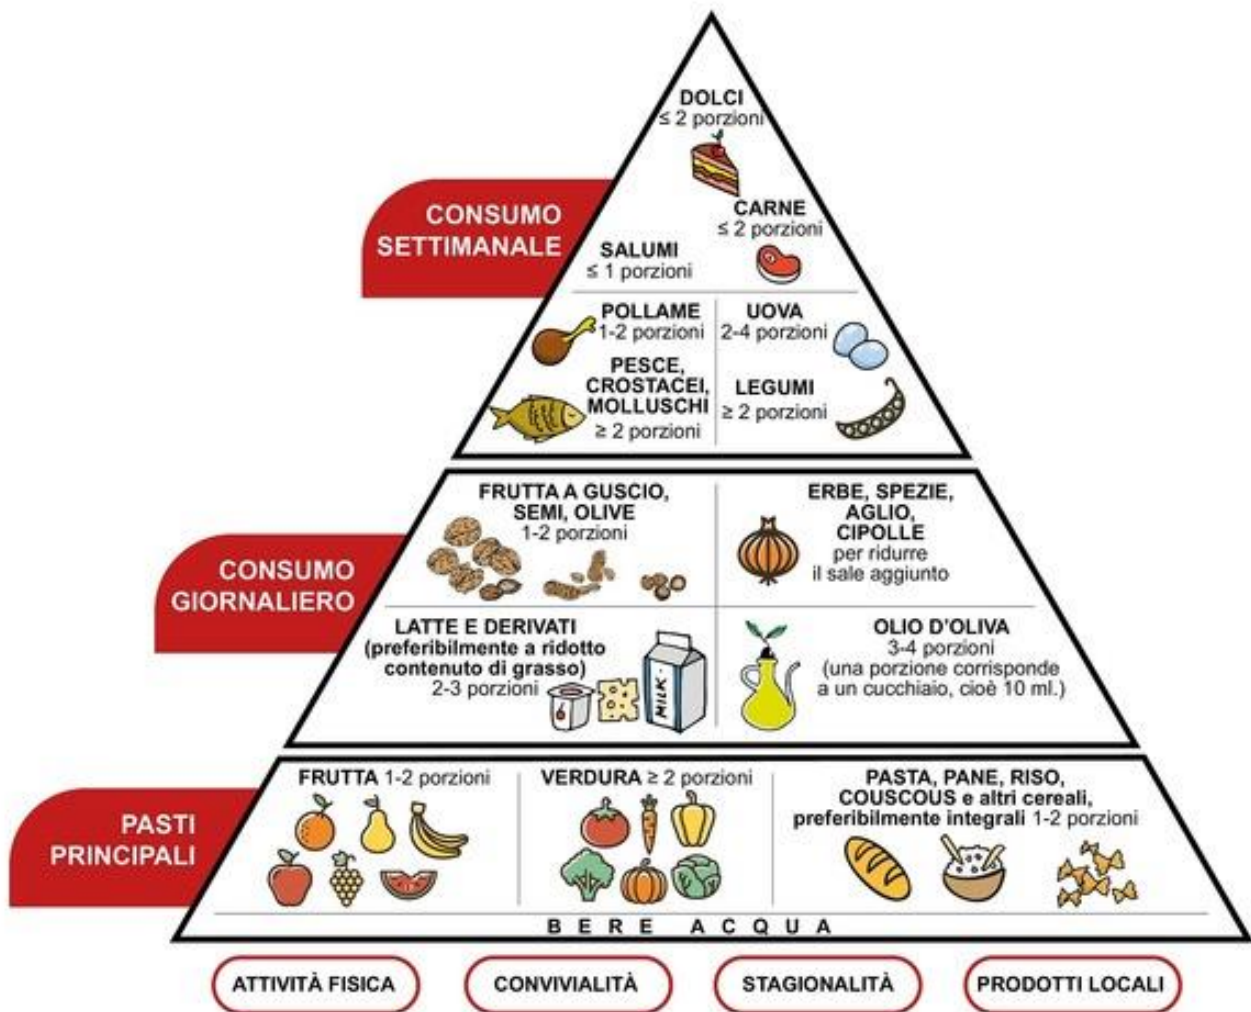 DOLCI
≤ 2 porzioni
CONSUMO
SETTIMANALE
CARNE
≤ 2 porzioni
SALUMI
≤ 1 porzioni
POLLAME
1-2 porzioni
UOVA
2-4 porzioni
PESCE,
CROSTACEI,
MOLLUSCHI
≥ 2 porzioni
LEGUMI
≥ 2 porzioni
CONSUMO
GIORNALIERO
FRUTTA A GUSCIO,
SEMI, OLIVE
1-2 porzioni
ERBE, SPEZIE,
AGLIO,
CIPOLLE
per ridurre
il sale aggiunto
LATTE E DERIVATI
(preferibilmente a ridotto
contenuto di grasso)
2-3 porzioni
MILK
OLIO D'OLIVA
3-4 porzioni
(una porzione corrisponde
a un cucchiaio, cioè 10 ml.)
PASTI
PRINCIPALI
FRUTTA 1-2 porzioni
VERDURA ≥ 2 porzioni
PASTA, PANE, RISO,
COUSCOUS e altri cereali,
preferibilmente integrali 1-2 porzioni
BERE ACQUA
ATTIVITÀ FISICA
CONVIVIALITÀ
STAGIONALITÀ
PRODOTTI LOCALI